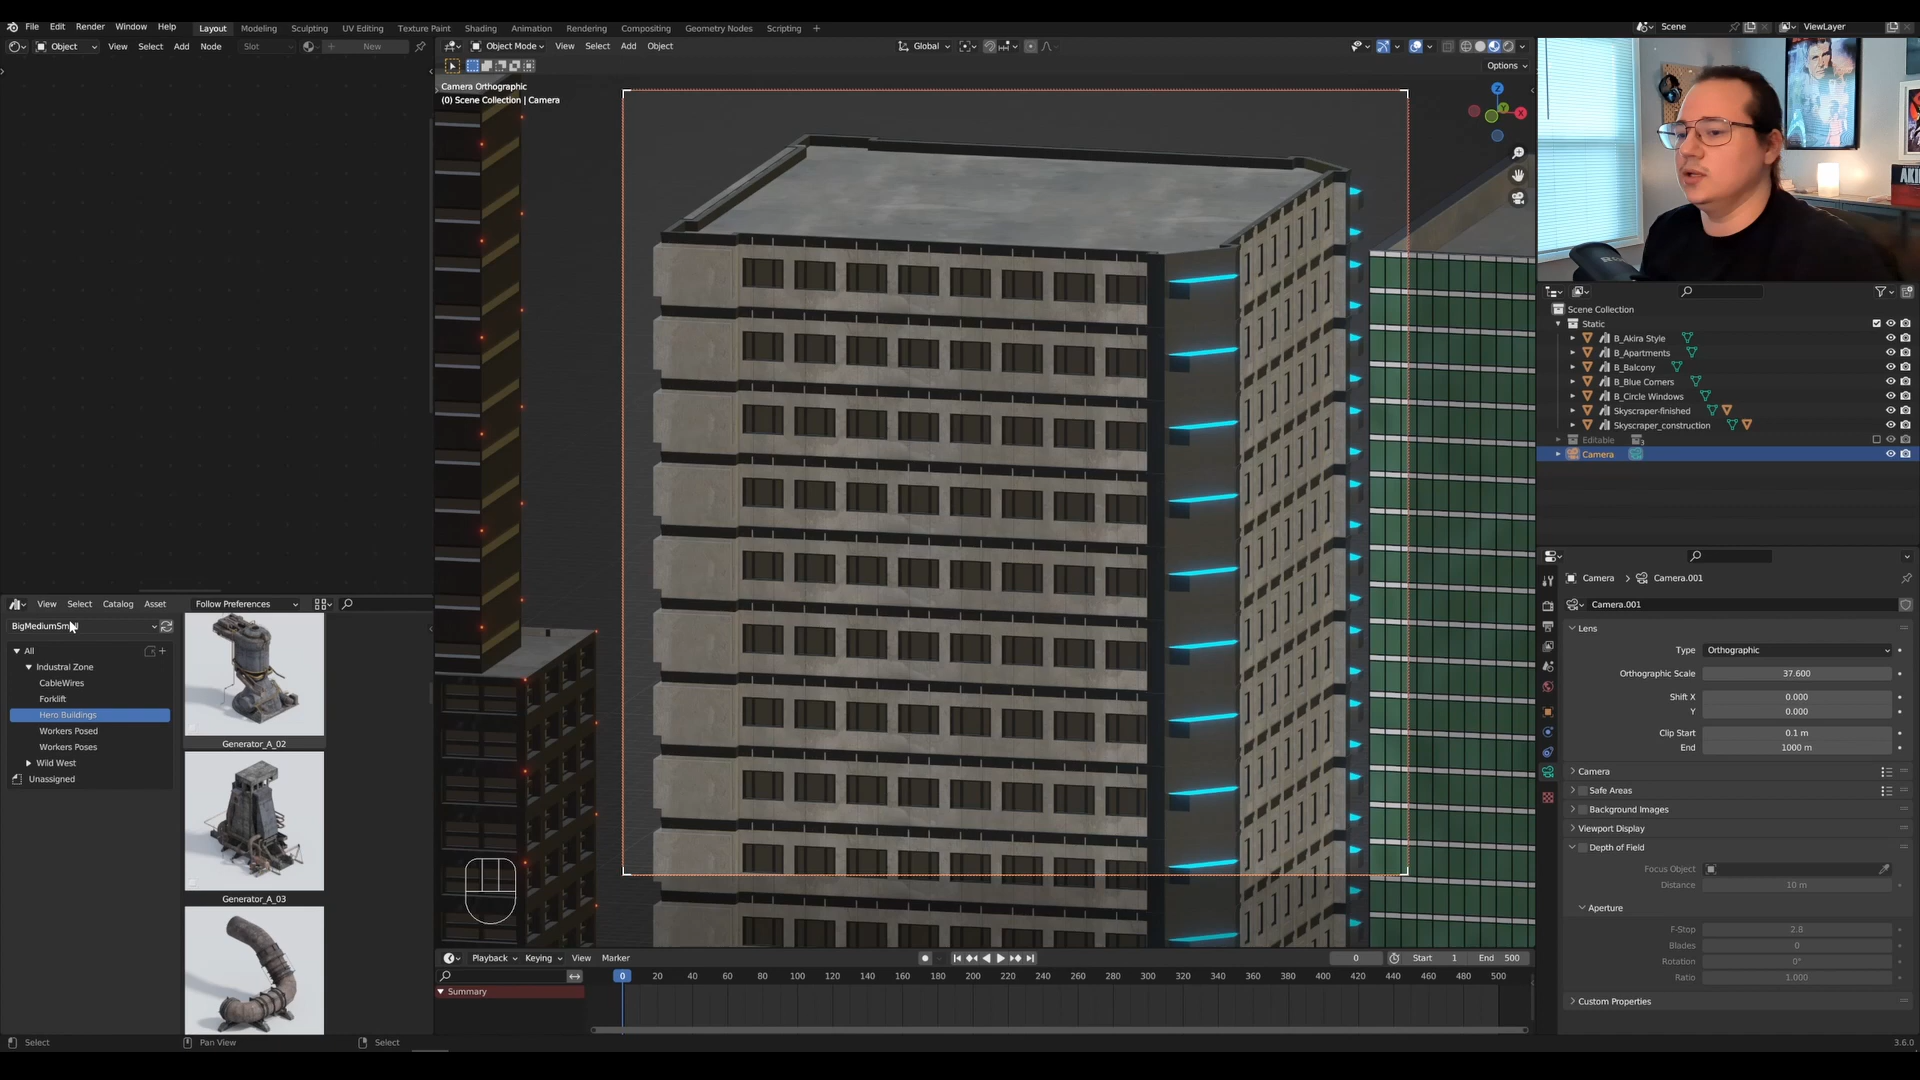 File Edit Render Window Help Layout Modeling Sculpting UV Editing Texture Paint Shading Animation Rendering Compositing Geometry Nodes Scripting + Scene ViewLayer
Object View Select Add Node Slot New
Object Mode View Select Add Object Global
Options
Camera Orthographic
(0) Scene Collection | Camera
Z
Y
X
AKI
Scene Collection
Static
B_Akira Style
B_Apartments
B_Balcony
B_Blue Corners
B_Circle Windows
Skyscraper-finished
Skyscraper_construction
Editable 3
Camera
Camera > Camera.001
Camera.001
Lens
Type Orthographic
Orthographic Scale 37.600
Shift X 0.000
Y 0.000
Clip Start 0.1 m
End 1000 m
Camera
Safe Areas
Background Images
Viewport Display
Depth of Field
Focus Object
Distance 10 m
Aperture
F-Stop 2.8
Blades 0
Rotation 0°
Ratio 1.000
Custom Properties
View Select Catalog Asset Follow Preferences
All
Industral Zone
CableWires
Forklift
Hero Buildings
Workers Posed
Workers Poses
Wild West
Unassigned
Generator_A_02
Generator_A_03
Playback Keying View Marker 0 Start 1 End 500
0 20 40 60 80 100 120 140 160 180 200 220 240 260 280 300 320 340 360 380 400 420 440 460 480 500
Summary
Select Pan View Select 3.6.0